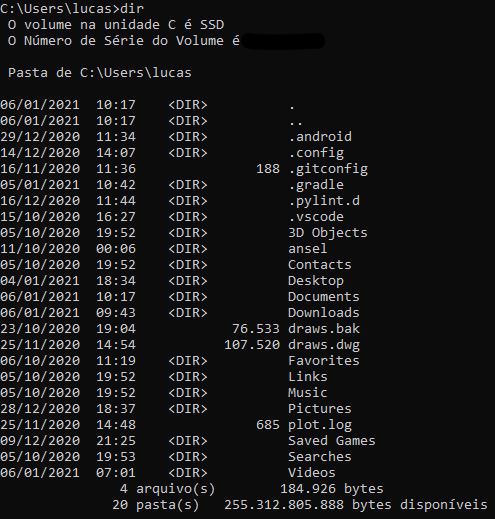 C:\Users\lucas>dir
O volume na unidade C é SSD
O Número de Série do Volume é
Pasta de C:\Users\lucas
06/01/2021  10:17    <DIR>          .
06/01/2021  10:17    <DIR>          ..
29/12/2020  11:34    <DIR>          .android
14/12/2020  14:07    <DIR>          .config
16/11/2020  11:36               188 .gitconfig
05/01/2021  10:42    <DIR>          .gradle
16/12/2020  11:44    <DIR>          .pylint.d
15/10/2020  16:27    <DIR>          .vscode
05/10/2020  19:52    <DIR>          3D Objects
11/10/2020  00:06    <DIR>          ansel
05/10/2020  19:52    <DIR>          Contacts
04/01/2021  18:34    <DIR>          Desktop
06/01/2021  10:17    <DIR>          Documents
06/01/2021  09:43    <DIR>          Downloads
23/10/2020  19:04            76.533 draws.bak
25/11/2020  14:54           107.520 draws.dwg
06/10/2020  11:19    <DIR>          Favorites
05/10/2020  19:52    <DIR>          Links
05/10/2020  19:52    <DIR>          Music
28/12/2020  18:37    <DIR>          Pictures
25/11/2020  14:48               685 plot.log
09/12/2020  21:25    <DIR>          Saved Games
05/10/2020  19:53    <DIR>          Searches
06/01/2021  07:01    <DIR>          Videos
4 arquivo(s)        184.926 bytes
20 pasta(s)   255.312.805.888 bytes disponíveis